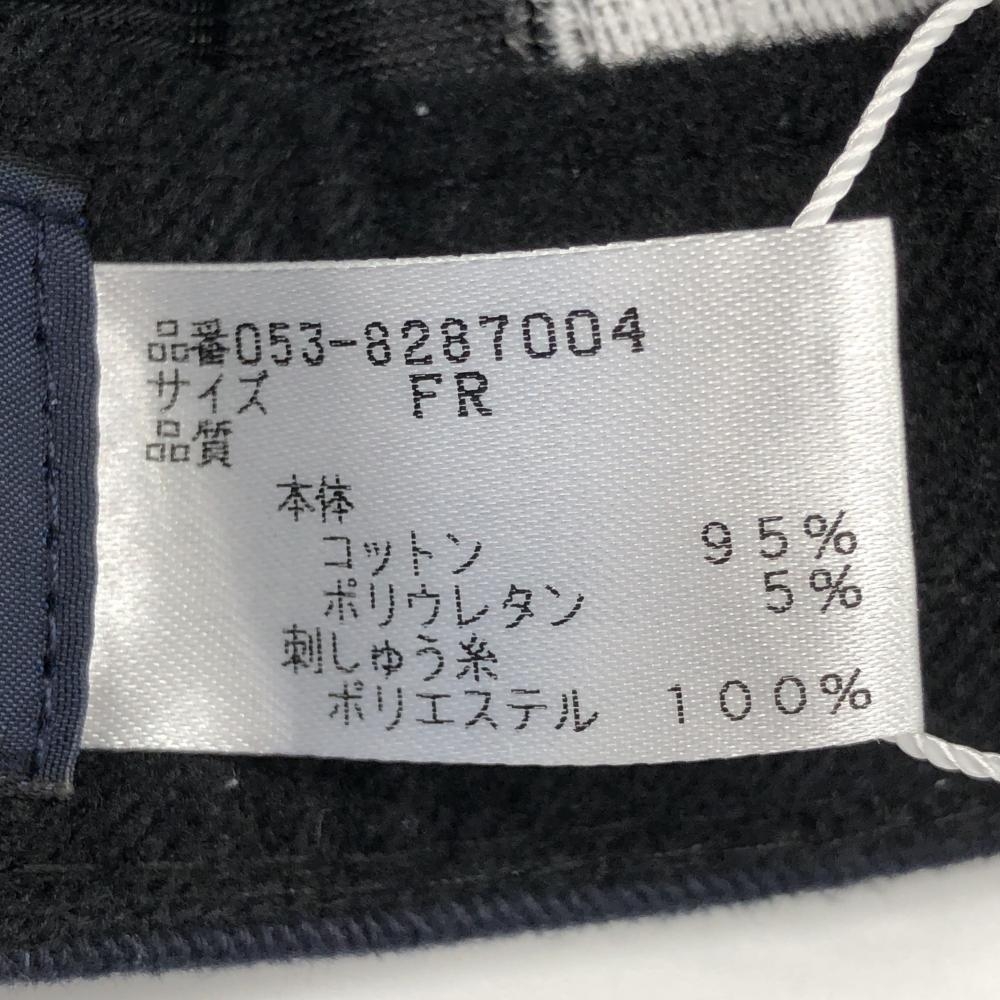 品番053-8287004
サイズ FR
品質
本体
コットン 95%
ポリウレタン 5%
刺しゅう糸
ポリエステル 100%